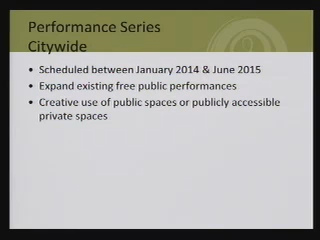 Performance Series
Citywide
• Scheduled between January 2014 & June 2015
• Expand existing free public performances
• Creative use of public spaces or publicly accessible
private spaces